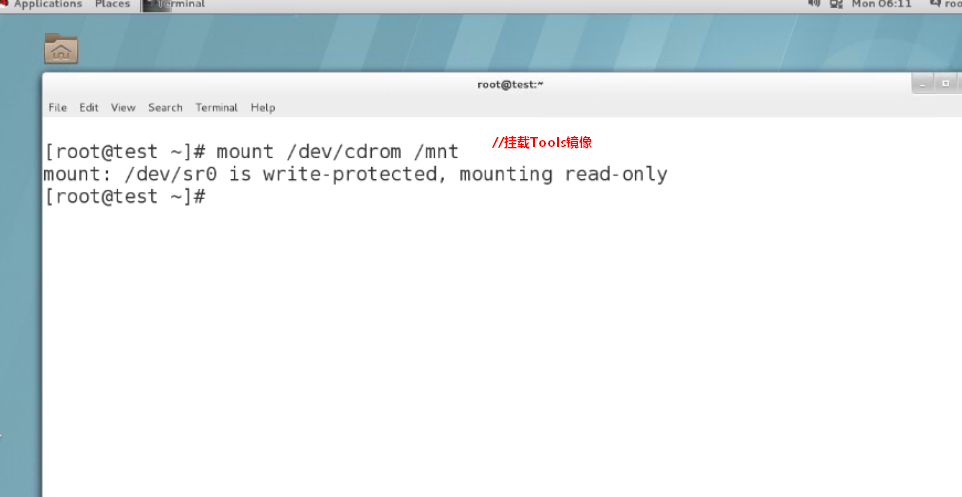 Applications Places Terminal Mon 06:11
root@test:~
File Edit View Search Terminal Help
//挂载Tools镜像
[root@test ~]# mount /dev/cdrom /mnt
mount: /dev/sr0 is write-protected, mounting read-only
[root@test ~]#